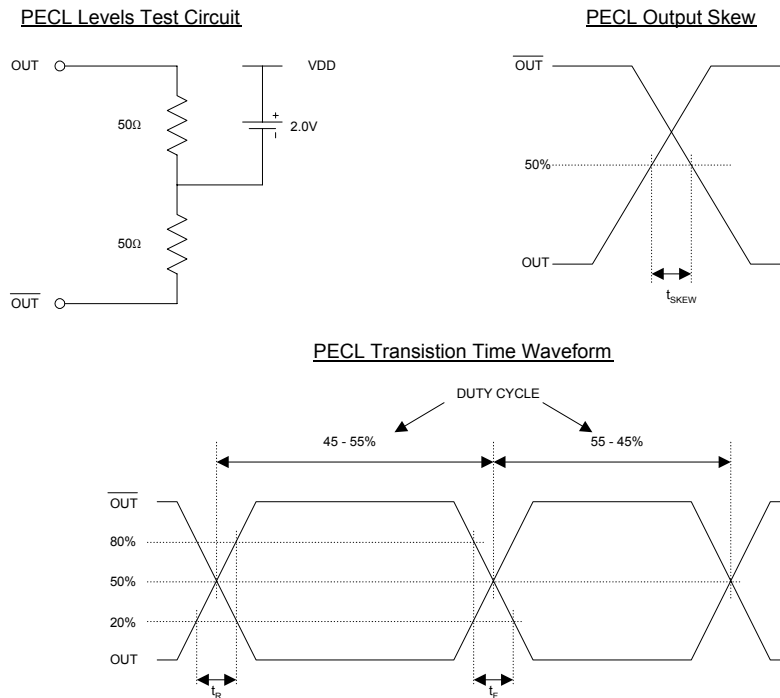 PECL Levels Test Circuit
OUT
VDD
50Ω
+
2.0V
–
50Ω
OUT
PECL Output Skew
OUT
50%
OUT
tSKEW
PECL Transistion Time Waveform
DUTY CYCLE
45 - 55%
55 - 45%
OUT
80%
50%
20%
OUT
tR
tF